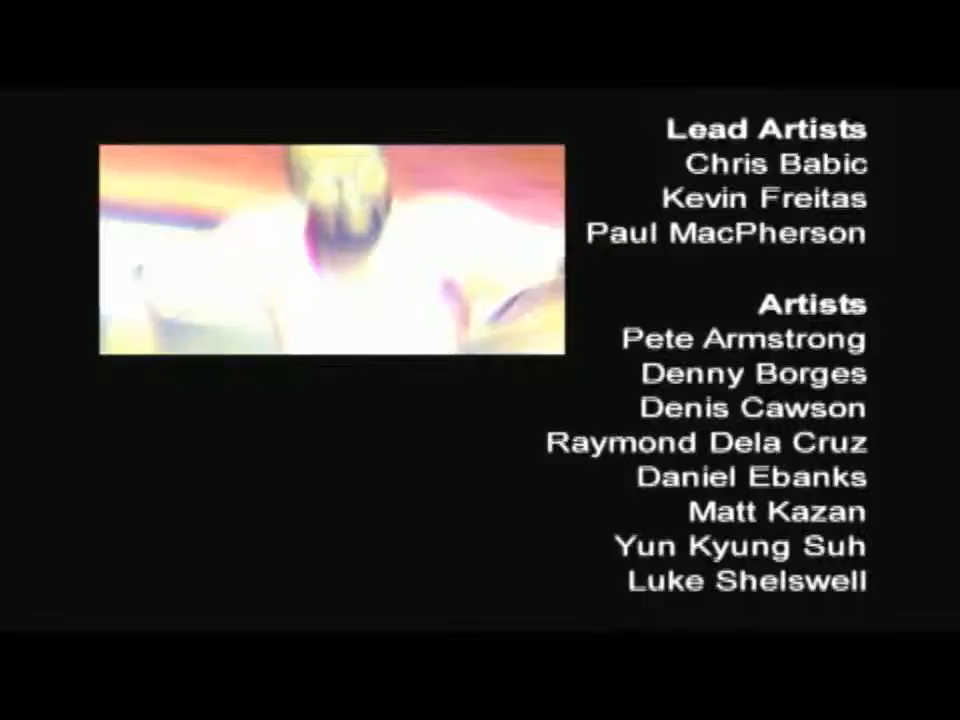 Lead Artists
Chris Babic
Kevin Freitas
Paul MacPherson
Artists
Pete Armstrong
Denny Borges
Denis Cawson
Raymond Dela Cruz
Daniel Ebanks
Matt Kazan
Yun Kyung Suh
Luke Shelswell